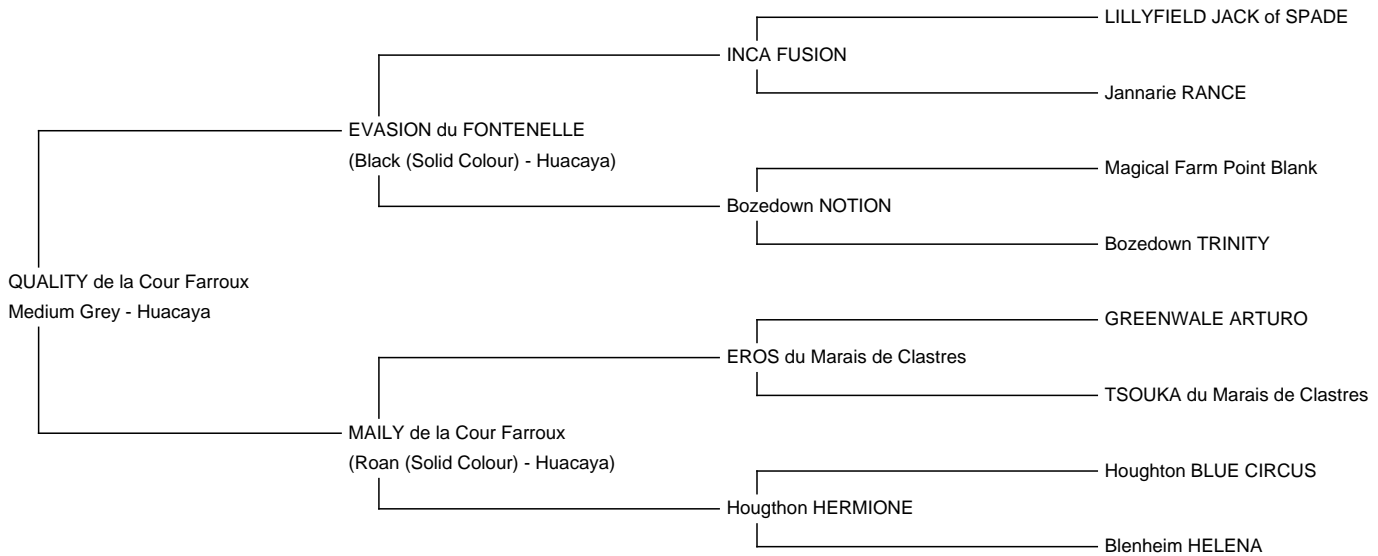 LILLYFIELD JACK of SPADE
INCA FUSION
Jannarie RANCE
EVASION du FONTENELLE
(Black (Solid Colour) - Huacaya)
Magical Farm Point Blank
Bozedown NOTION
Bozedown TRINITY
QUALITY de la Cour Farroux
Medium Grey - Huacaya
GREENWALE ARTURO
EROS du Marais de Clastres
TSOUKA du Marais de Clastres
MAILY de la Cour Farroux
(Roan (Solid Colour) - Huacaya)
Houghton BLUE CIRCUS
Hougthon HERMIONE
Blenheim HELENA